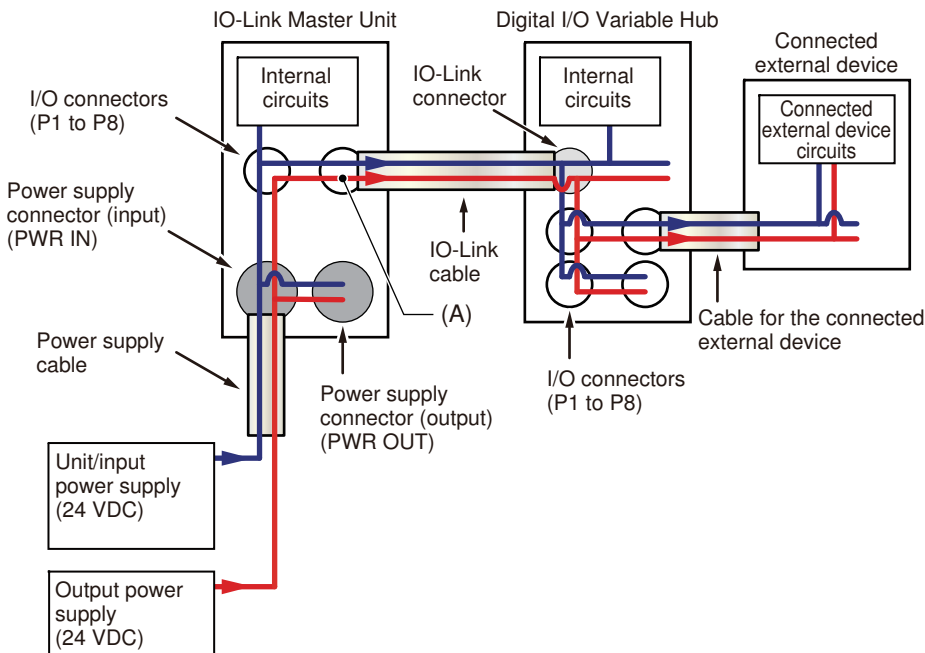 IO-Link Master Unit
Digital I/O Variable Hub
Connected
external device
Internal
circuits
IO-Link
connector
Internal
circuits
Connected
external device
circuits
I/O connectors
(P1 to P8)
Power supply
connector (input)
(PWR IN)
IO-Link
cable
(A)
Power supply
cable
Cable for the connected
external device
Power supply
connector (output)
(PWR OUT)
I/O connectors
(P1 to P8)
Unit/input
power supply
(24 VDC)
Output power
supply
(24 VDC)